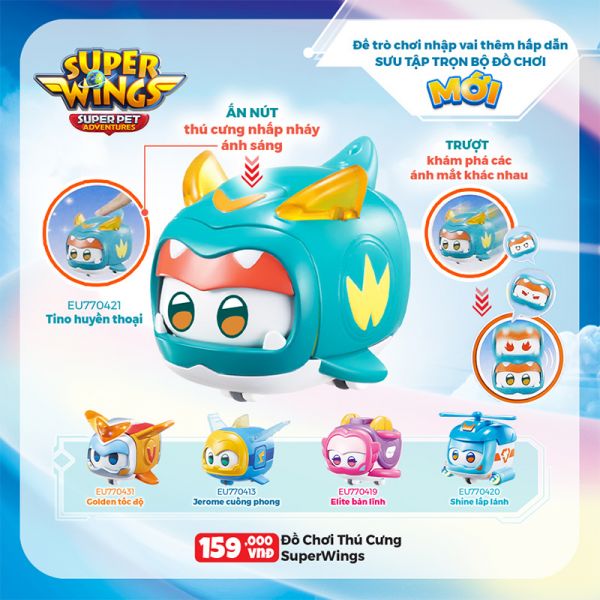 SUPER
WINGS
SUPER PET
ADVENTURES
Để trò chơi nhập vai thêm hấp dẫn
SƯU TẬP TRỌN BỘ ĐỒ CHƠI
MỚI
ẤN NÚT
thú cưng nhấp nháy
ánh sáng
TRƯỢT
khám phá các
ánh mắt khác nhau
EU770421
Tino huyền thoại
EU770431
Golden tốc độ
EU770413
Jerome cuồng phong
EU770419
Elite bản lĩnh
EU770420
Shine lấp lánh
159.000
VNĐ
Đồ Chơi Thú Cưng
SuperWings